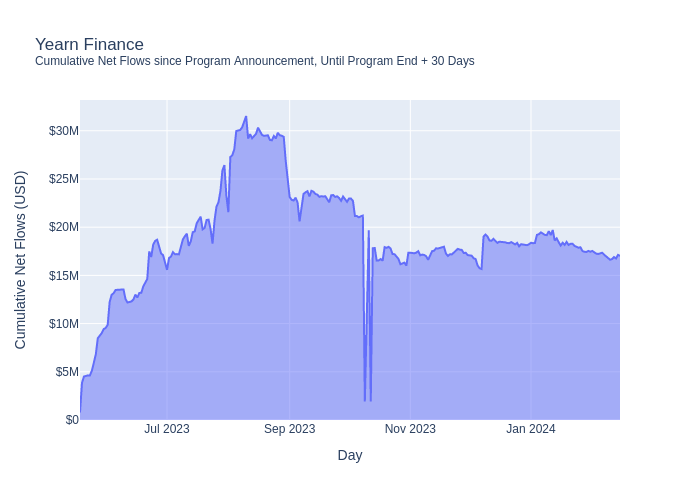 Yearn Finance
Cumulative Net Flows since Program Announcement, Until Program End + 30 Days
Cumulative Net Flows (USD)
$30M
$25M
$20M
$15M
$10M
$5M
$0
Jul 2023 Sep 2023 Nov 2023 Jan 2024
Day